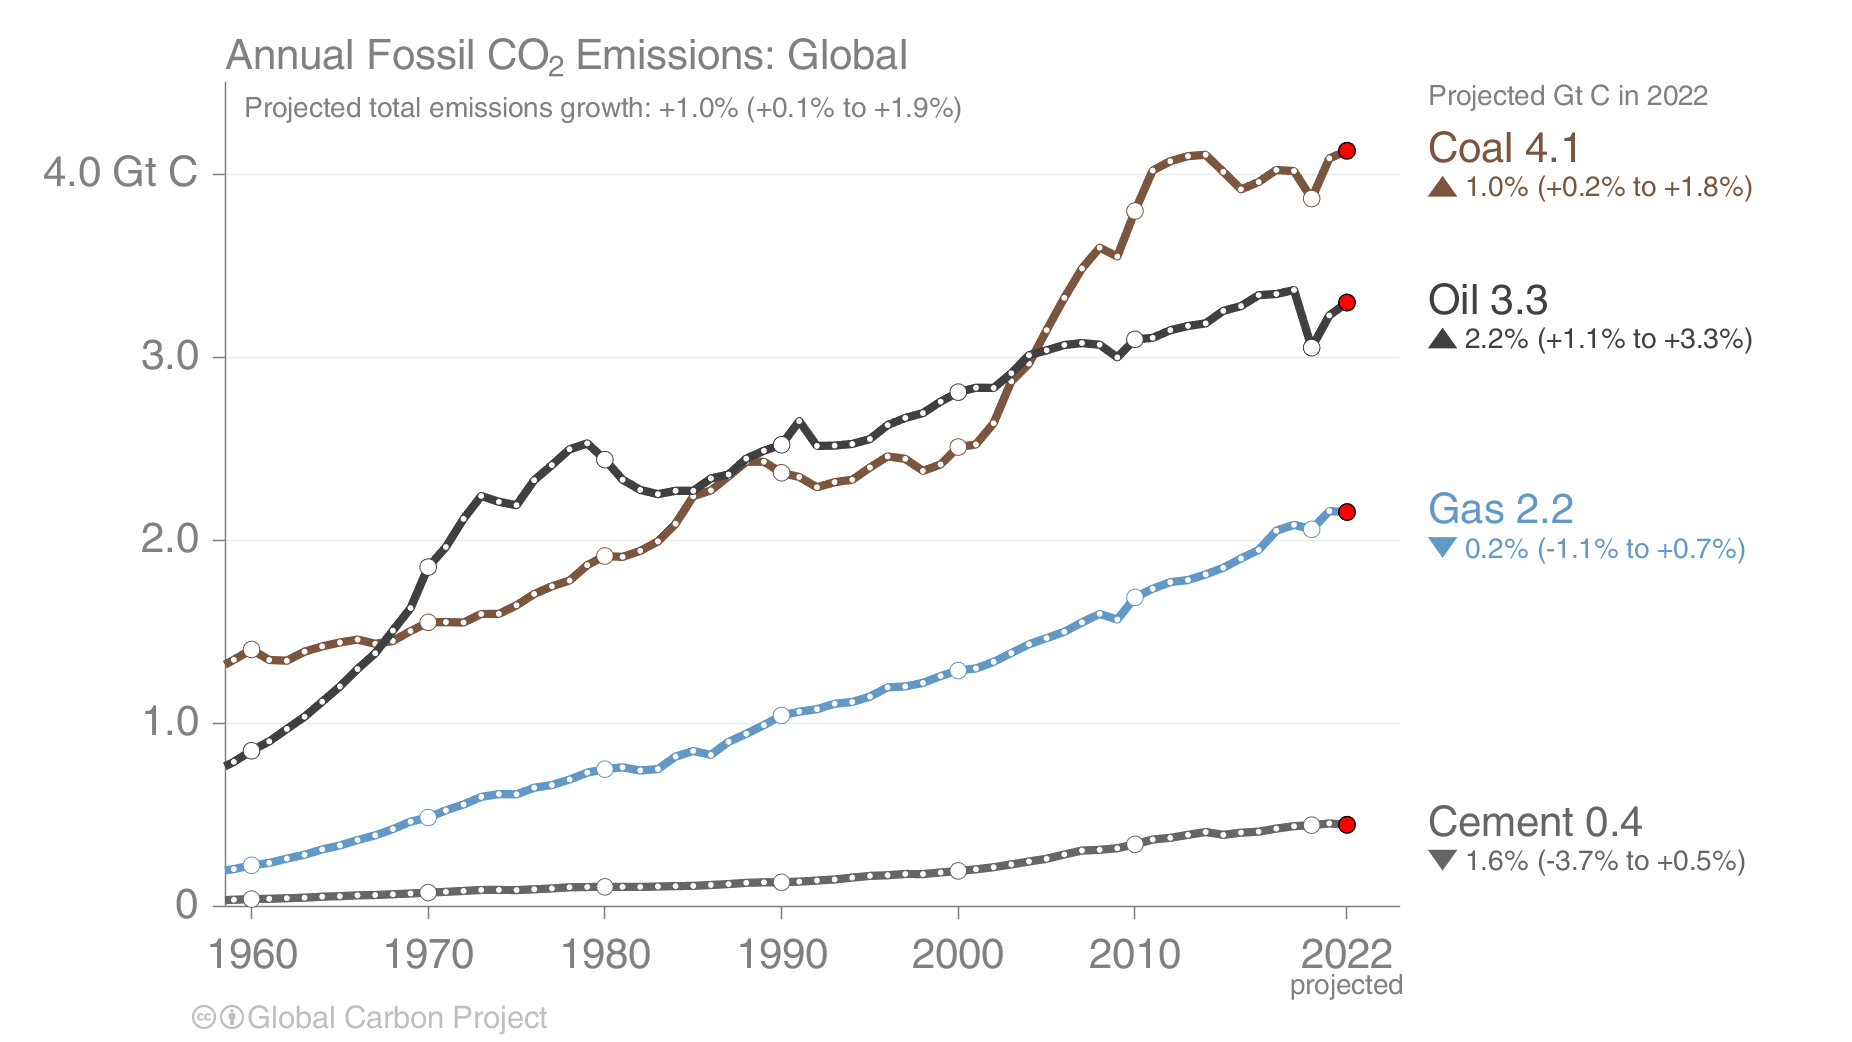 Annual Fossil CO₂ Emissions: Global
Projected total emissions growth: +1.0% (+0.1% to +1.9%)
Projected Gt C in 2022
Coal 4.1
▲ 1.0% (+0.2% to +1.8%)
Oil 3.3
▲ 2.2% (+1.1% to +3.3%)
Gas 2.2
▼ 0.2% (-1.1% to +0.7%)
Cement 0.4
▼ 1.6% (-3.7% to +0.5%)
4.0 Gt C
3.0
2.0
1.0
0
1960 1970 1980 1990 2000 2010 2022
projected
cc Global Carbon Project